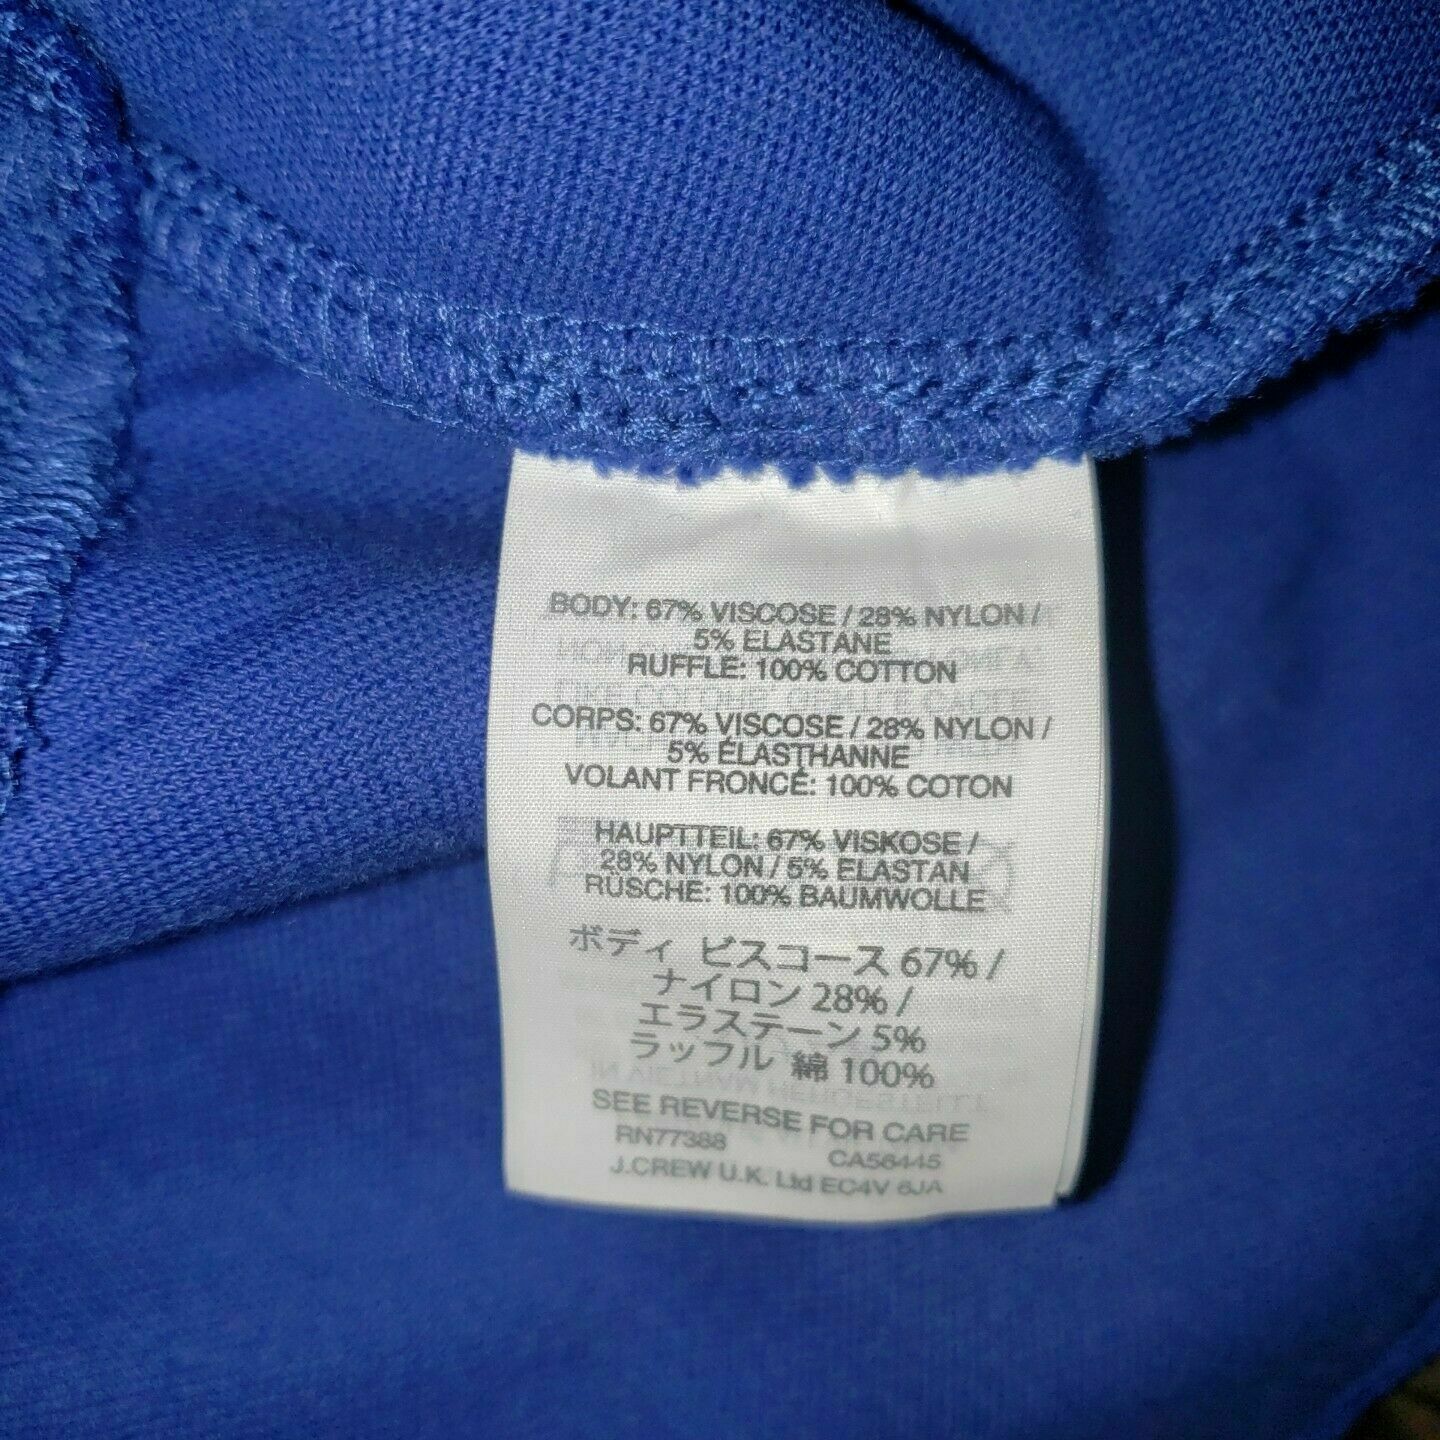 BODY: 67% VISCOSE / 28% NYLON /
5% ELASTANE
RUFFLE: 100% COTTON
CORPS: 67% VISCOSE / 28% NYLON /
5% ÉLASTHANNE
VOLANT FRONCÉ: 100% COTON
HAUPTTEIL: 67% VISKOSE /
28% NYLON / 5% ELASTAN
RÜSCHE: 100% BAUMWOLLE
ボディ ビスコース 67% /
ナイロン 28% /
エラステーン 5%
ラッフル 綿 100%
SEE REVERSE FOR CARE
RN77388 CA56445
J.CREW U.K. Ltd EC4V 6JA